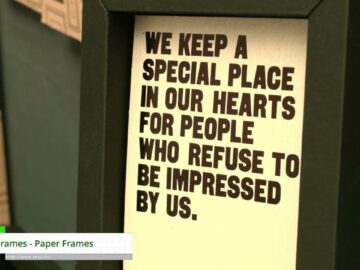 WE KEEP A
SPECIAL PLACE
IN OUR HEARTS
FOR PEOPLE
WHO REFUSE TO
BE IMPRESSED
BY US.
rames - Paper Frames